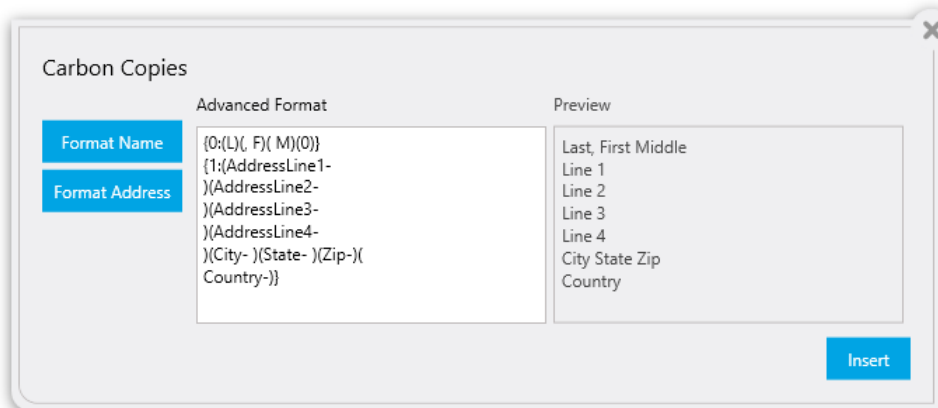 Carbon Copies
Advanced Format
Preview
Format Name
Format Address
{0:(L)(, F)( M)(0)}
{1:(AddressLine1-
)(AddressLine2-
)(AddressLine3-
)(AddressLine4-
)(City- )(State- )(Zip-)(
Country-)}
Last, First Middle
Line 1
Line 2
Line 3
Line 4
City State Zip
Country
Insert